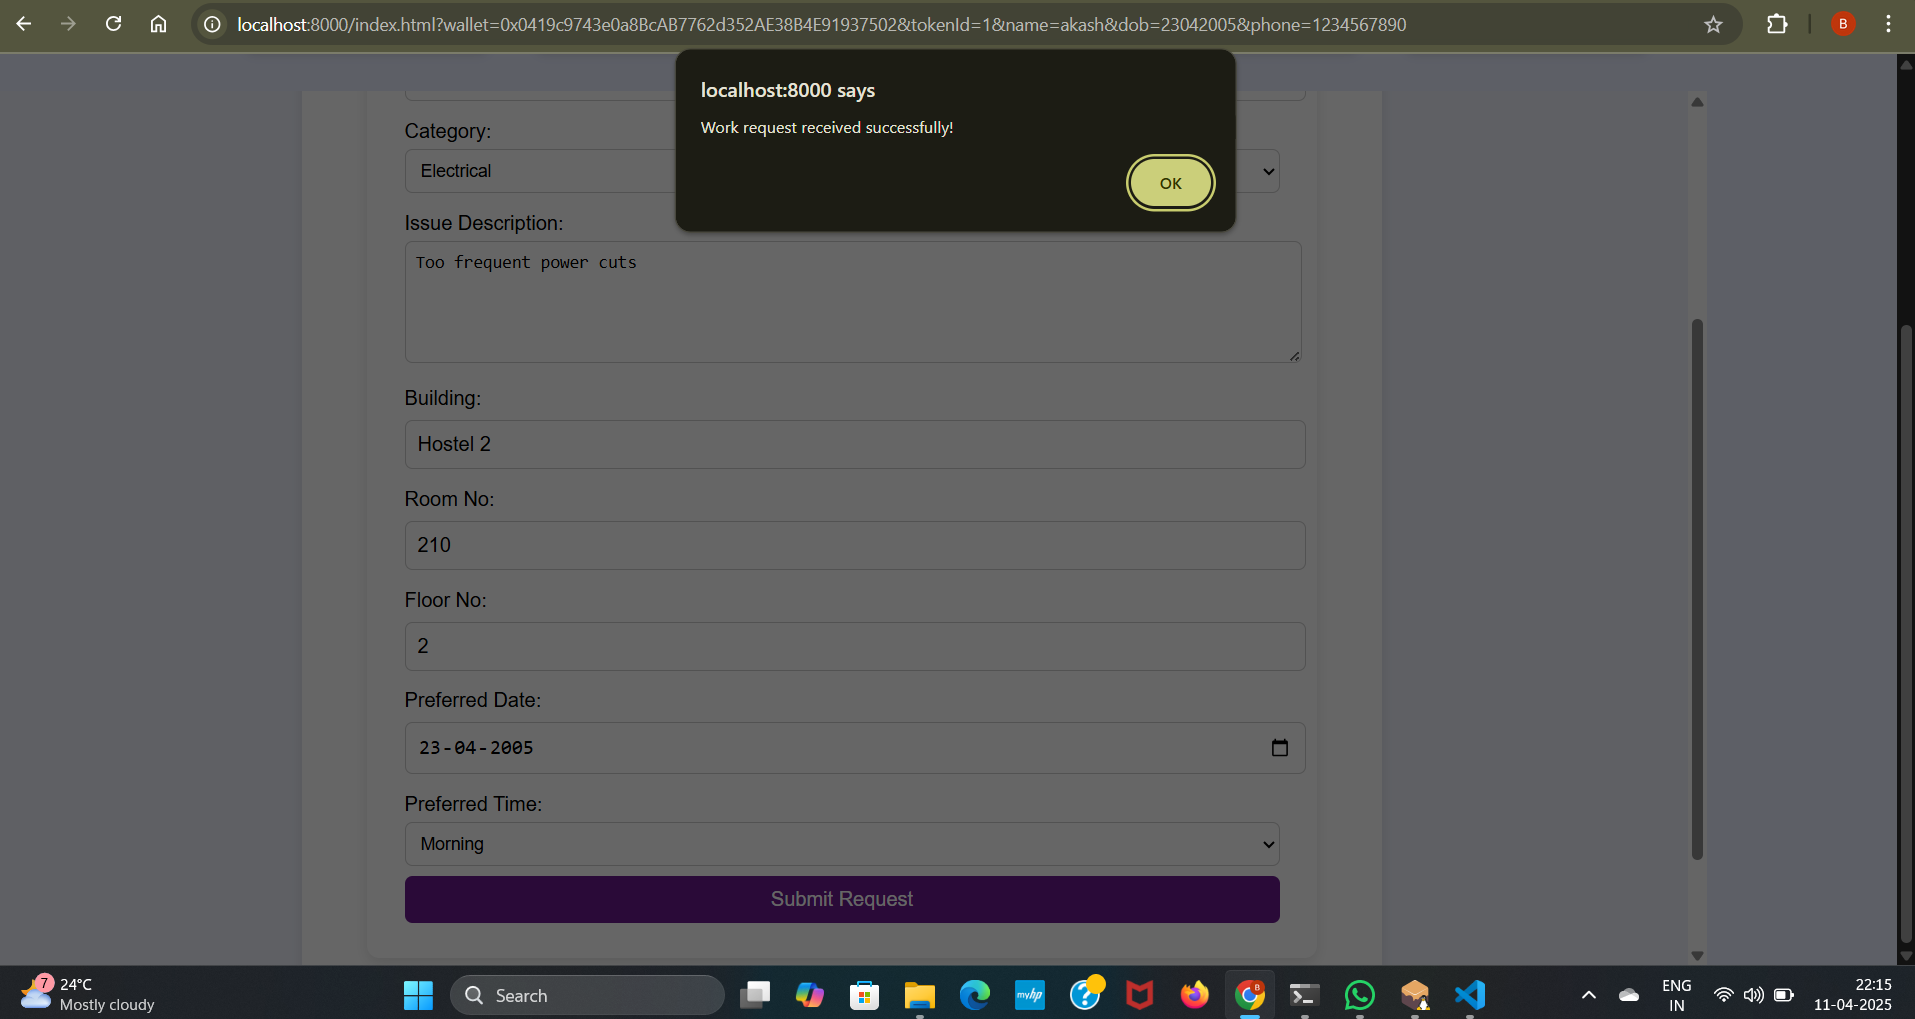 localhost:8000/index.html?wallet=0x0419c9743e0a8BcAB7762d352AE38B4E91937502&tokenId=1&name=akash&dob=23042005&phone=1234567890
B
localhost:8000 says
Work request received successfully!
OK
Category:
Electrical
Issue Description:
Too frequent power cuts
Building:
Hostel 2
Room No:
210
Floor No:
2
Preferred Date:
23-04-2005
Preferred Time:
Morning
Submit Request
7
24°C
Mostly cloudy
Search
myhp
?
B
ENG
IN
22:15
11-04-2025